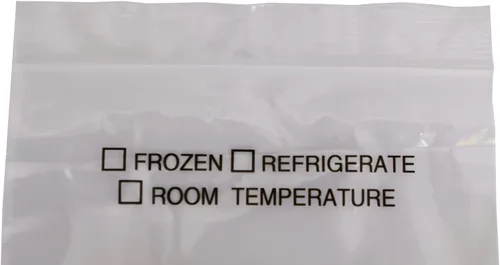 ☐ FROZEN ☐ REFRIGERATE
☐ ROOM TEMPERATURE